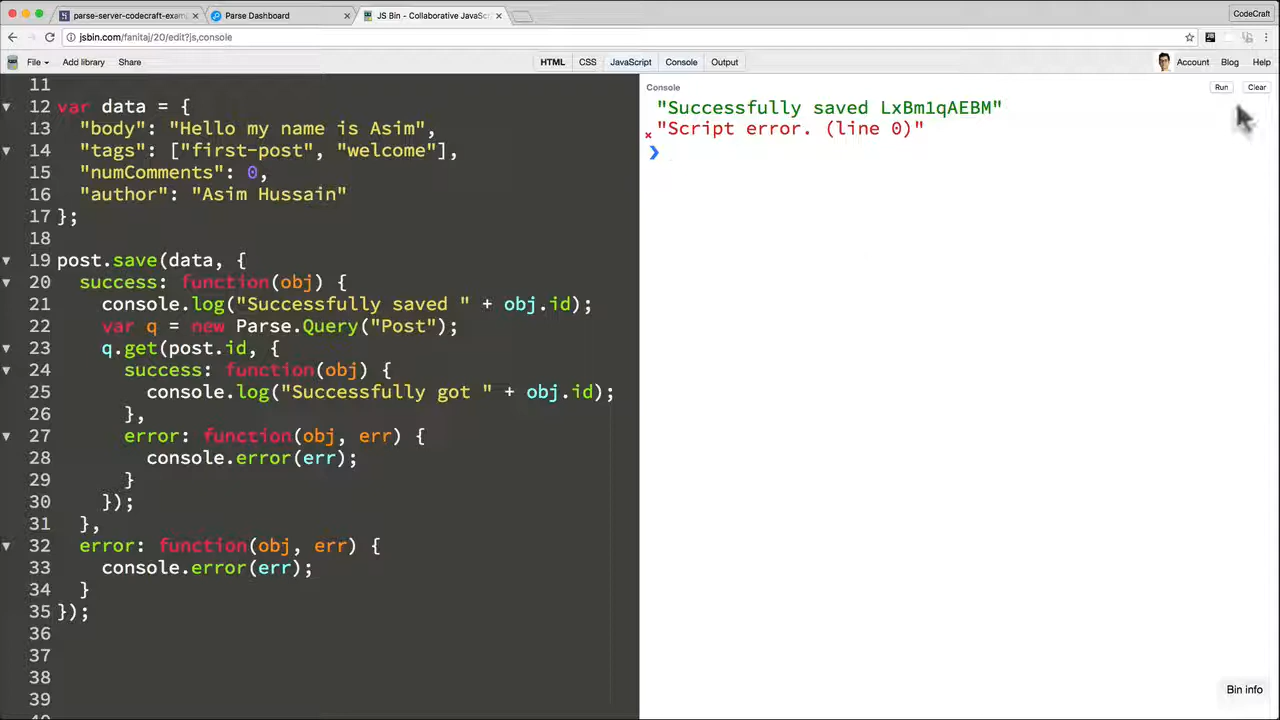 parse-server-codecraft-exam
Parse Dashboard
JS Bin - Collaborative JavaScr
CodeCraft
jsbin.com/fanitaj/20/edit?js,console
File
Add library
Share
HTML
CSS
JavaScript
Console
Output
Account
Blog
Help
11
12 var data = {
13 "body": "Hello my name is Asim",
14 "tags": ["first-post", "welcome"],
15 "numComments": 0,
16 "author": "Asim Hussain"
17 };
18
19 post.save(data, {
20 success: function(obj) {
21 console.log("Successfully saved " + obj.id);
22 var q = new Parse.Query("Post");
23 q.get(post.id, {
24 success: function(obj) {
25 console.log("Successfully got " + obj.id);
26 },
27 error: function(obj, err) {
28 console.error(err);
29 }
30 });
31 },
32 error: function(obj, err) {
33 console.error(err);
34 }
35 });
36
37
38
39
Console
Run
Clear
"Successfully saved LxBm1qAEBM"
"Script error. (line 0)"
Bin info